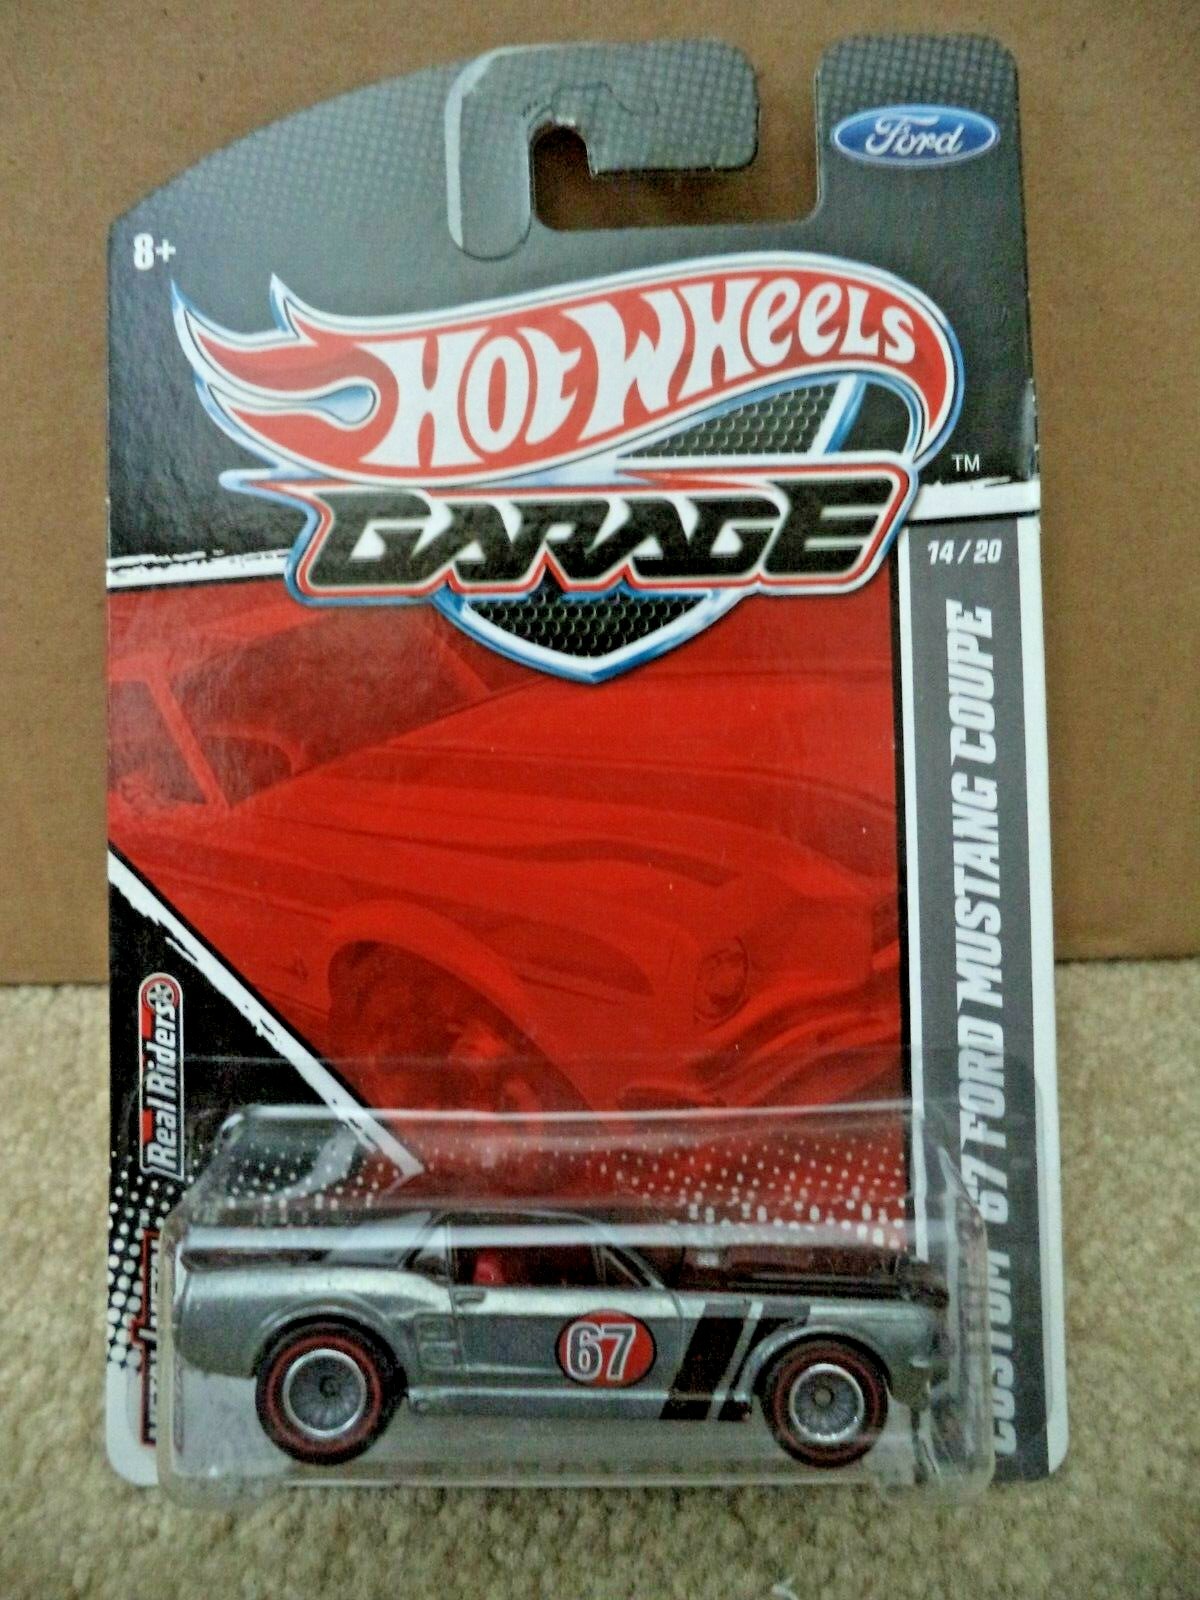 Ford
8+
HOT WHEELS
TM
GARAGE
14/20
CUSTOM '67 FORD MUSTANG COUPE
Real Riders
67